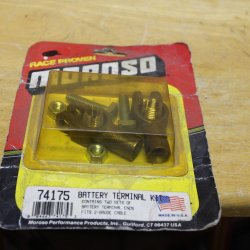 RACE PROVEN
MOROSO
74175
BATTERY TERMINAL KIT
CONTAINS TWO SETS OF
BATTERY TERMINAL ENDS
FITS 2-GAUGE CABLE
MADE IN U.S.A.
Moroso Performance Products, Inc., Guilford, CT 06437 USA